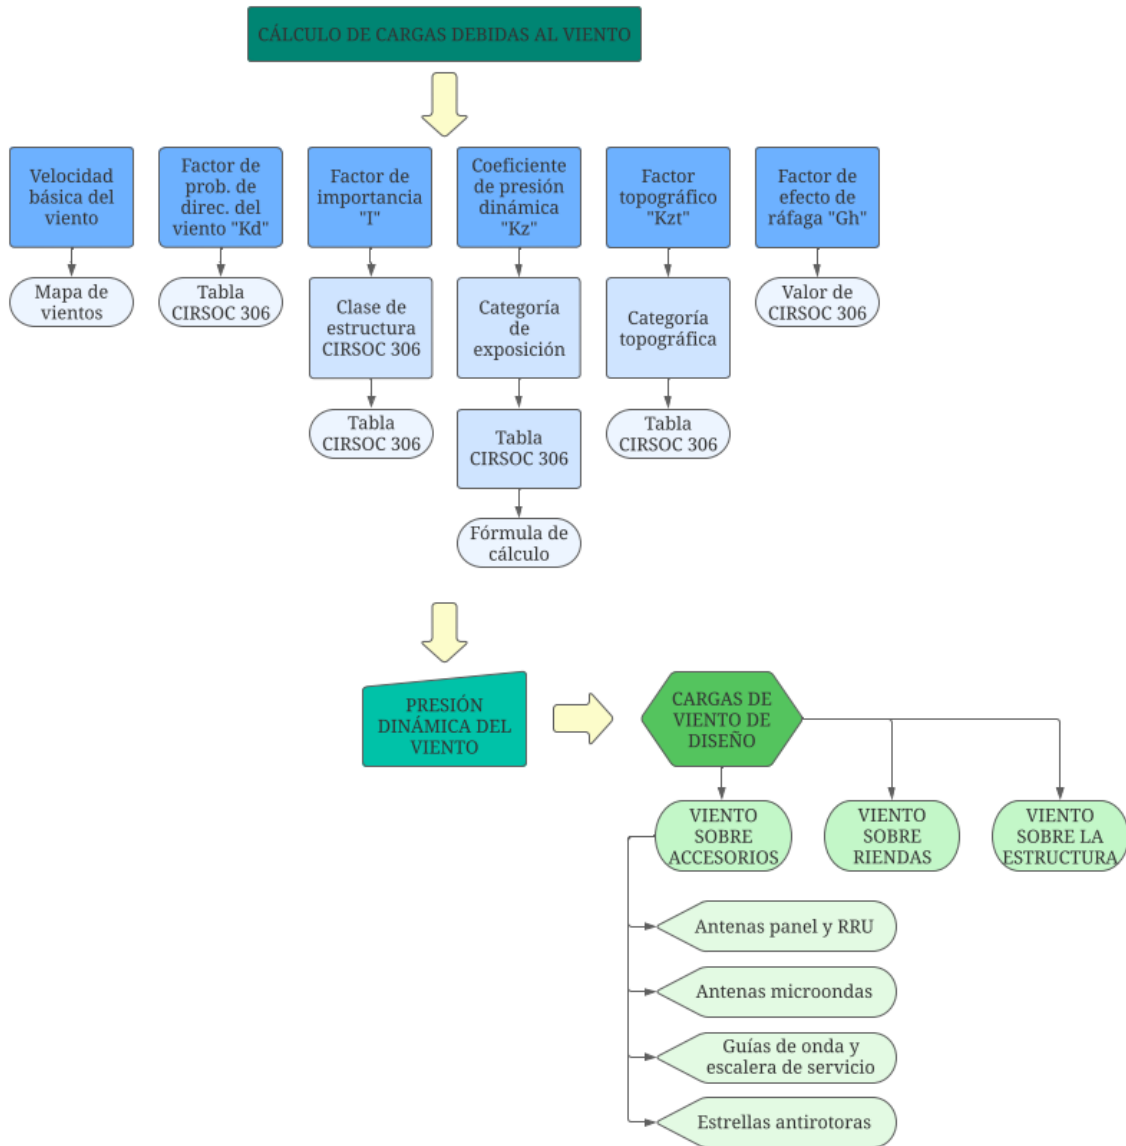 CÁLCULO DE CARGAS DEBIDAS AL VIENTO
Velocidad
básica del
viento
Factor de
prob. de
direc. del
viento "Kd"
Factor de
importancia
"I"
Coeficiente
de presión
dinámica
"Kz"
Factor
topográfico
"Kzt"
Factor de
efecto de
ráfaga "Gh"
Mapa de
vientos
Tabla
CIRSOC 306
Clase de
estructura
CIRSOC 306
Categoría
de
exposición
Categoría
topográfica
Valor de
CIRSOC 306
Tabla
CIRSOC 306
Tabla
CIRSOC 306
Tabla
CIRSOC 306
Fórmula de
cálculo
PRESIÓN
DINÁMICA DEL
VIENTO
CARGAS DE
VIENTO DE
DISEÑO
VIENTO
SOBRE
ACCESORIOS
VIENTO
SOBRE
RIENDAS
VIENTO
SOBRE LA
ESTRUCTURA
Antenas panel y RRU
Antenas microondas
Guías de onda y
escalera de servicio
Estrellas antirotoras